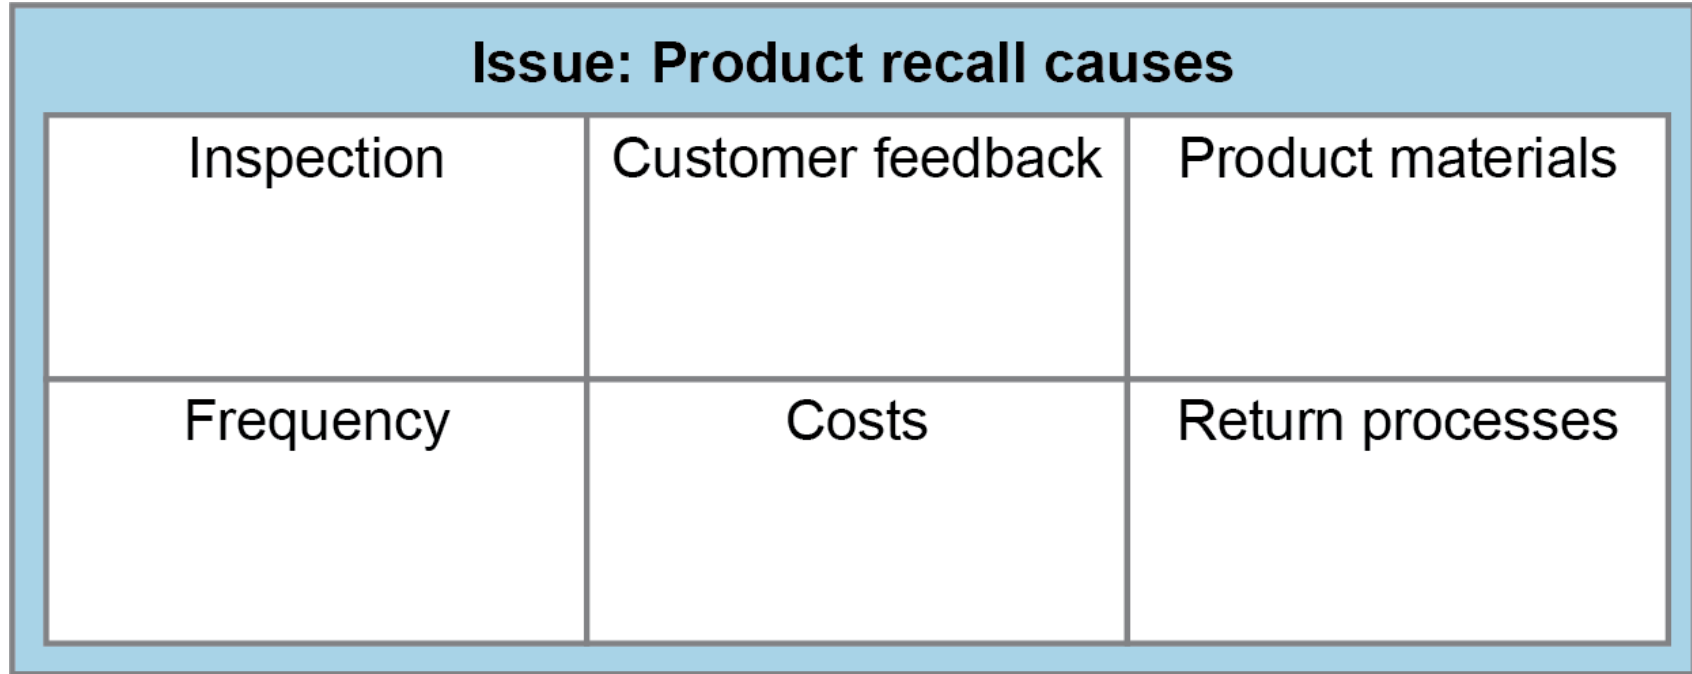 Issue: Product recall causes
Inspection
Customer feedback
Product materials
Frequency
Costs
Return processes